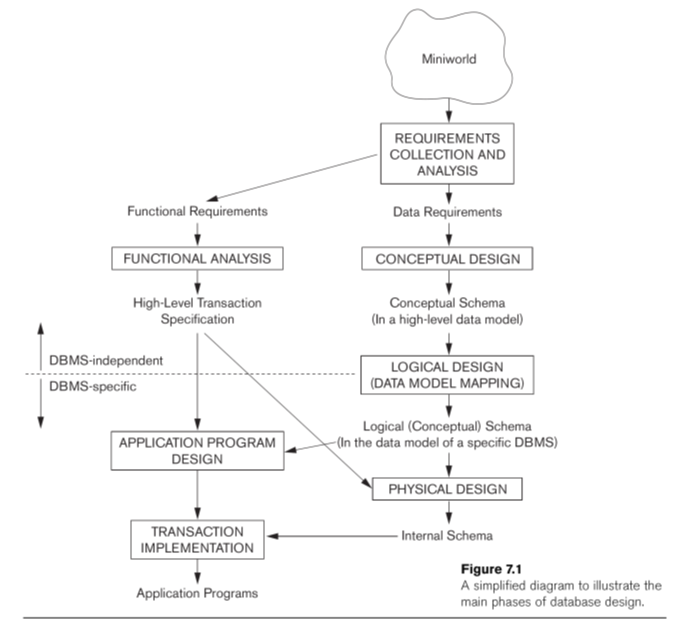 Miniworld
REQUIREMENTS
COLLECTION AND
ANALYSIS
Functional Requirements
Data Requirements
FUNCTIONAL ANALYSIS
CONCEPTUAL DESIGN
High-Level Transaction
Specification
Conceptual Schema
(In a high-level data model)
DBMS-independent
DBMS-specific
LOGICAL DESIGN
(DATA MODEL MAPPING)
Logical (Conceptual) Schema
(In the data model of a specific DBMS)
APPLICATION PROGRAM
DESIGN
PHYSICAL DESIGN
TRANSACTION
IMPLEMENTATION
Internal Schema
Application Programs
Figure 7.1
A simplified diagram to illustrate the
main phases of database design.